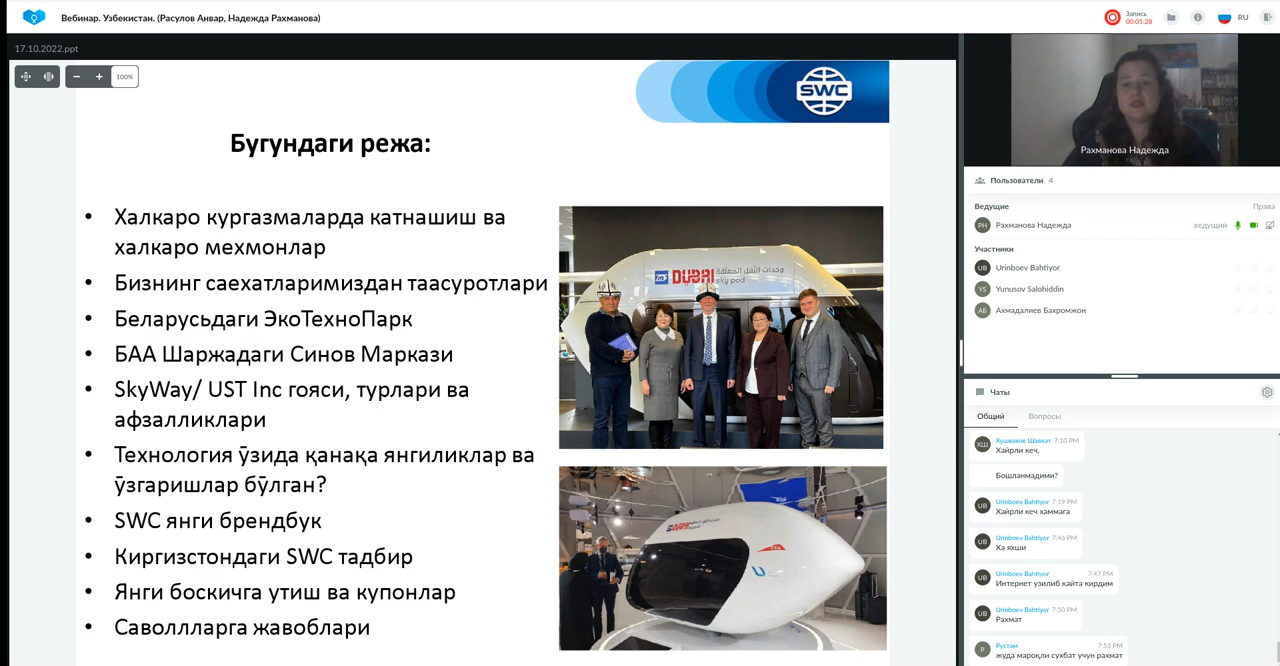 Вебинар. Узбекистан. (Расулов Анвар, Надежда Рахманова)
Запись
00:05:28
RU
17.10.2022.ppt
100%
SWC
Бугундаги режа:
• Халкаро кургазмаларда катнашиш ва
халкаро мехмонлар
• Бизнинг саехатларимиздан таасуротлари
• Беларусьдаги ЭкоТехноПарк
• БАА Шаржадаги Синов Маркази
• SkyWay/ UST Inc гояси, турлари ва
афзалликлари
• Технология ўзида қанақа янгиликлар ва
ўзгаришлар бўлган?
• SWC янги брендбук
• Киргизстондаги SWC тадбир
• Янги боскичга утиш ва купонлар
• Саволлларга жавоблари
DUBAI
sky pod
DUBAI
Рахманова Надежда
Пользователи 4
Ведущие
Права
РН
Рахманова Надежда
ведущий
Участники
UB
Urinboev Bahtiyor
YS
Yunusov Salohiddin
АБ
Ахмадалиев Бахромжон
Чаты
Общий
Вопросы
ХШ
Хушваков Шавкат 7:10 PM
Хайрли кеч,
Бошланмадими?
UB
Urinboev Bahtiyor 7:19 PM
Хайрли кеч хаммага
UB
Urinboev Bahtiyor 7:46 PM
Ха яхши
UB
Urinboev Bahtiyor 7:47 PM
Интернет узилиб кайта кирдим
UB
Urinboev Bahtiyor 7:50 PM
Рахмат
Р
Рустам 7:53 PM
жуда мароқли сухбат учун рахмат